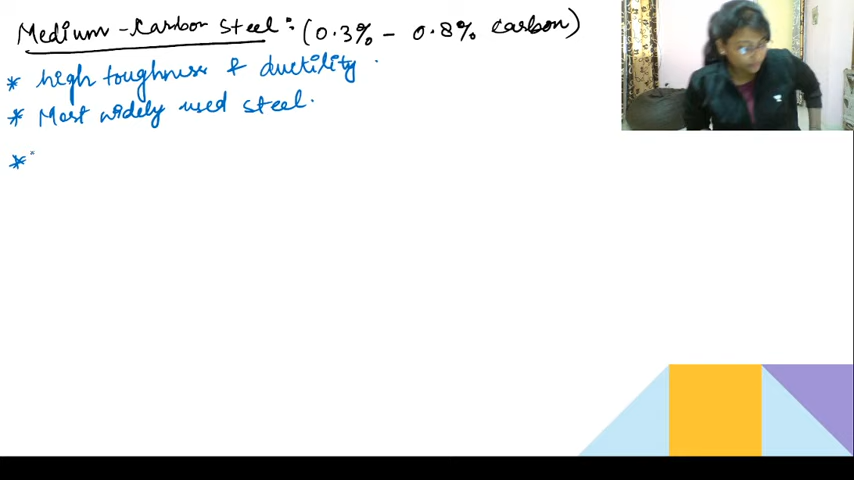 Medium-Carbon Steel:- (0.3% - 0.8% carbon)
* high toughness & ductility.
* Most widely used steel.
*